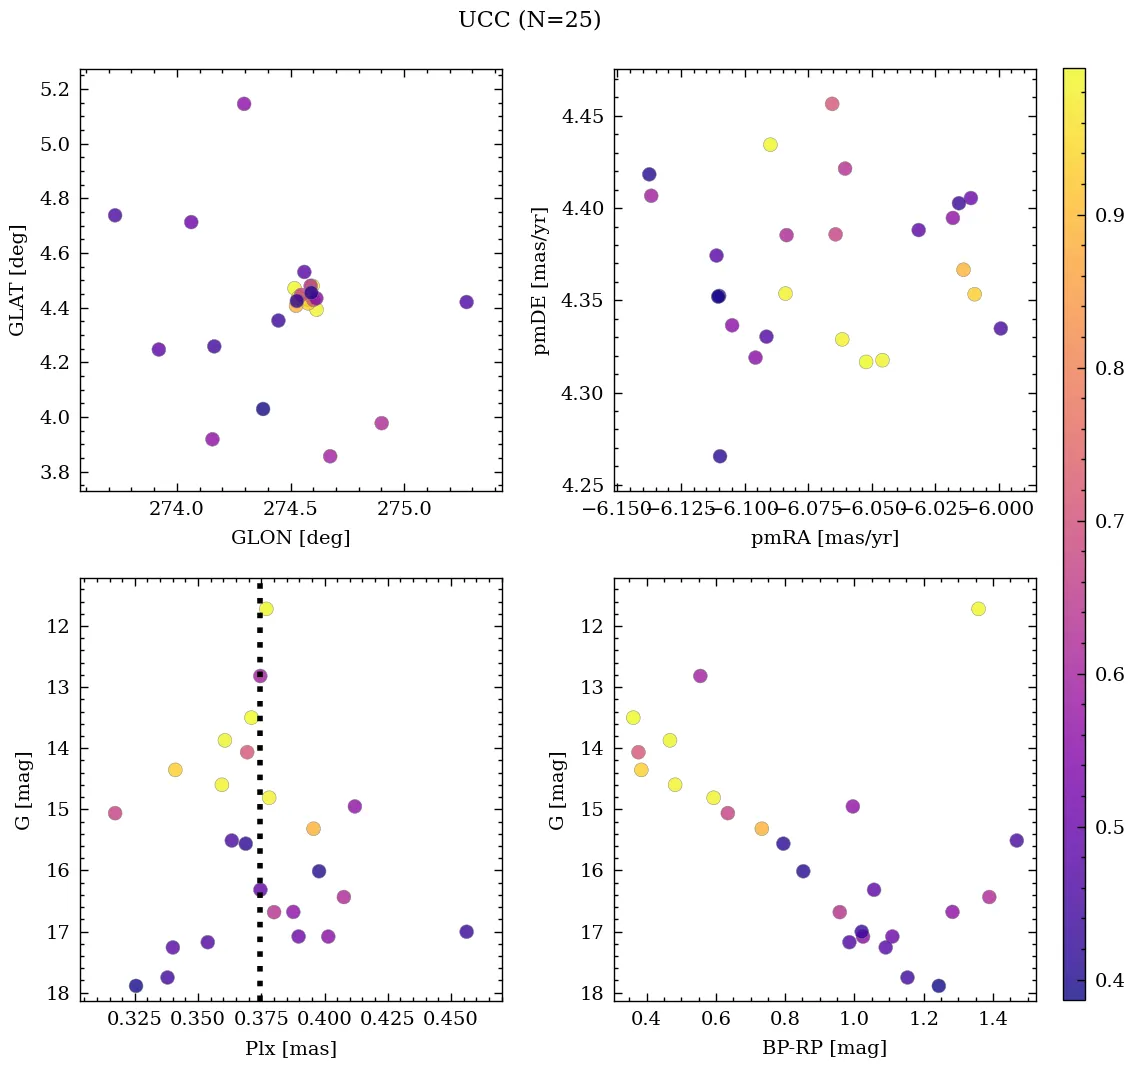 UCC (N=25)
5.2
5.0
4.8
4.6
4.4
4.2
4.0
3.8
GLAT [deg]
274.0 274.5 275.0
GLON [deg]
4.45
4.40
4.35
4.30
4.25
pmDE [mas/yr]
−6.150 −6.125 −6.100 −6.075 −6.050 −6.025 −6.000
pmRA [mas/yr]
12
13
14
15
16
17
18
G [mag]
0.325 0.350 0.375 0.400 0.425 0.450
Plx [mas]
12
13
14
15
16
17
18
G [mag]
0.4 0.6 0.8 1.0 1.2 1.4
BP-RP [mag]
0.9
0.8
0.7
0.6
0.5
0.4